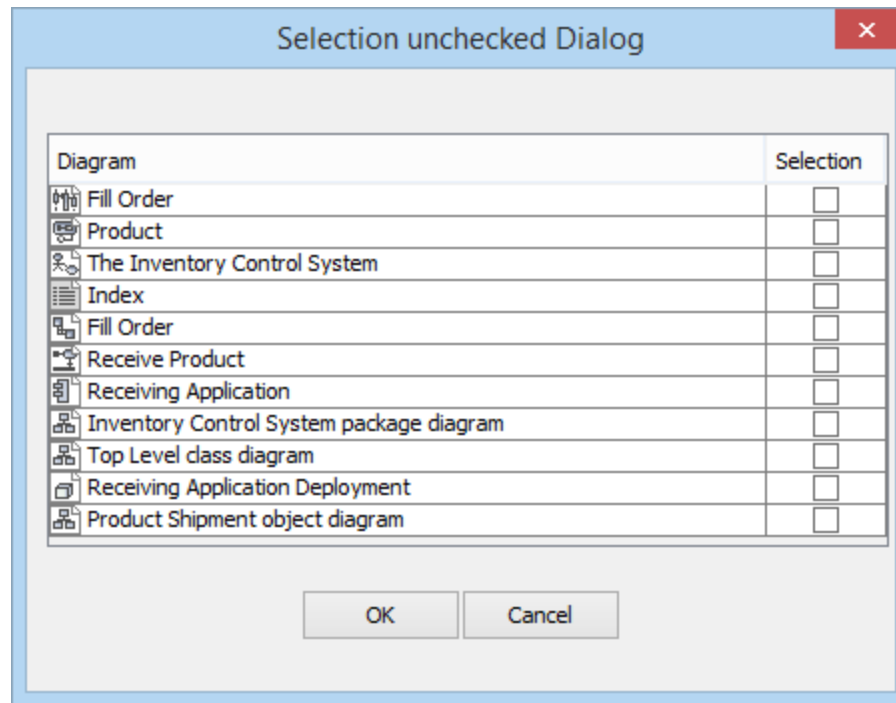 Selection unchecked Dialog
Diagram Selection
Fill Order
Product
The Inventory Control System
Index
Fill Order
Receive Product
Receiving Application
Inventory Control System package diagram
Top Level class diagram
Receiving Application Deployment
Product Shipment object diagram
OK Cancel